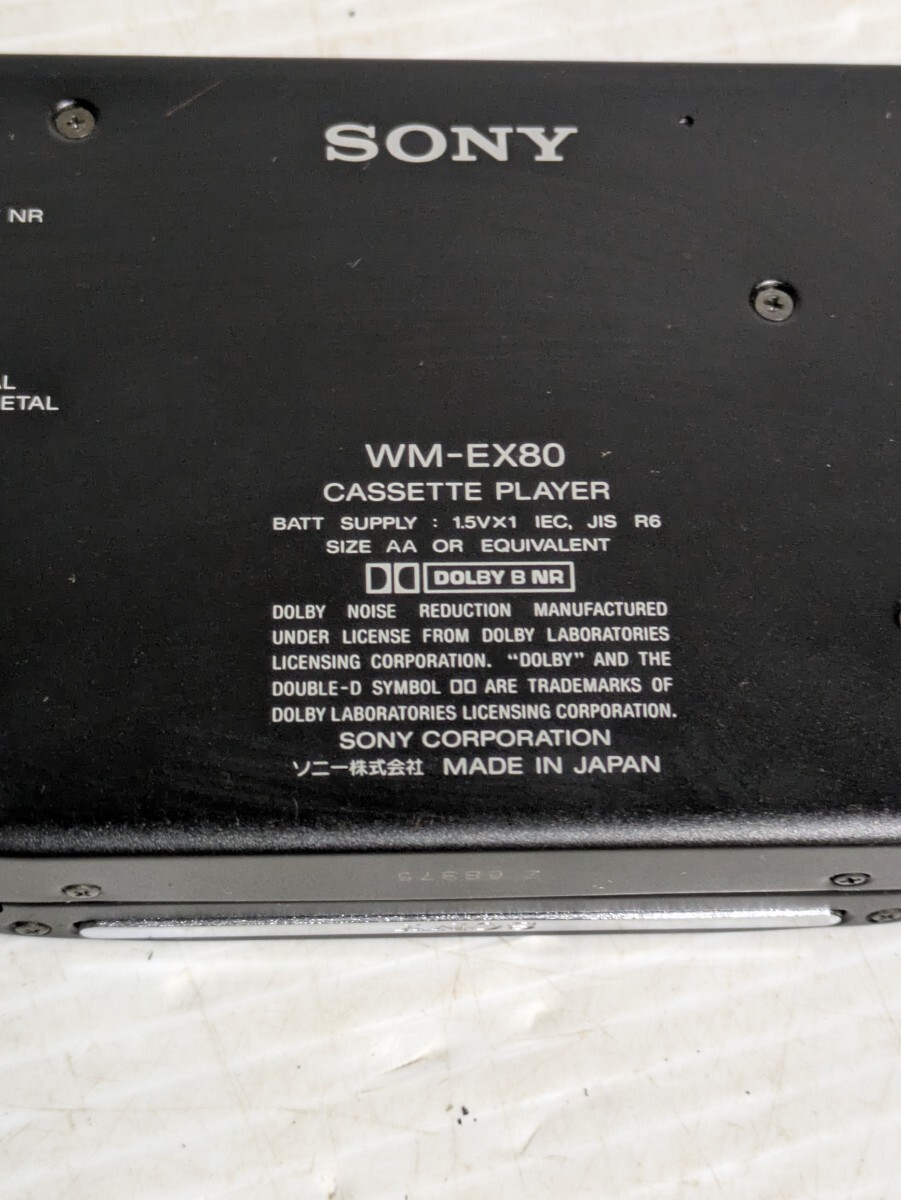 SONY
NR
AL
ETAL
WM-EX80
CASSETTE PLAYER
BATT SUPPLY : 1.5VX1 IEC, JIS R6
SIZE AA OR EQUIVALENT
DOLBY B NR
DOLBY NOISE REDUCTION MANUFACTURED
UNDER LICENSE FROM DOLBY LABORATORIES
LICENSING CORPORATION. "DOLBY" AND THE
DOUBLE-D SYMBOL ARE TRADEMARKS OF
DOLBY LABORATORIES LICENSING CORPORATION.
SONY CORPORATION
ソニー株式会社 MADE IN JAPAN